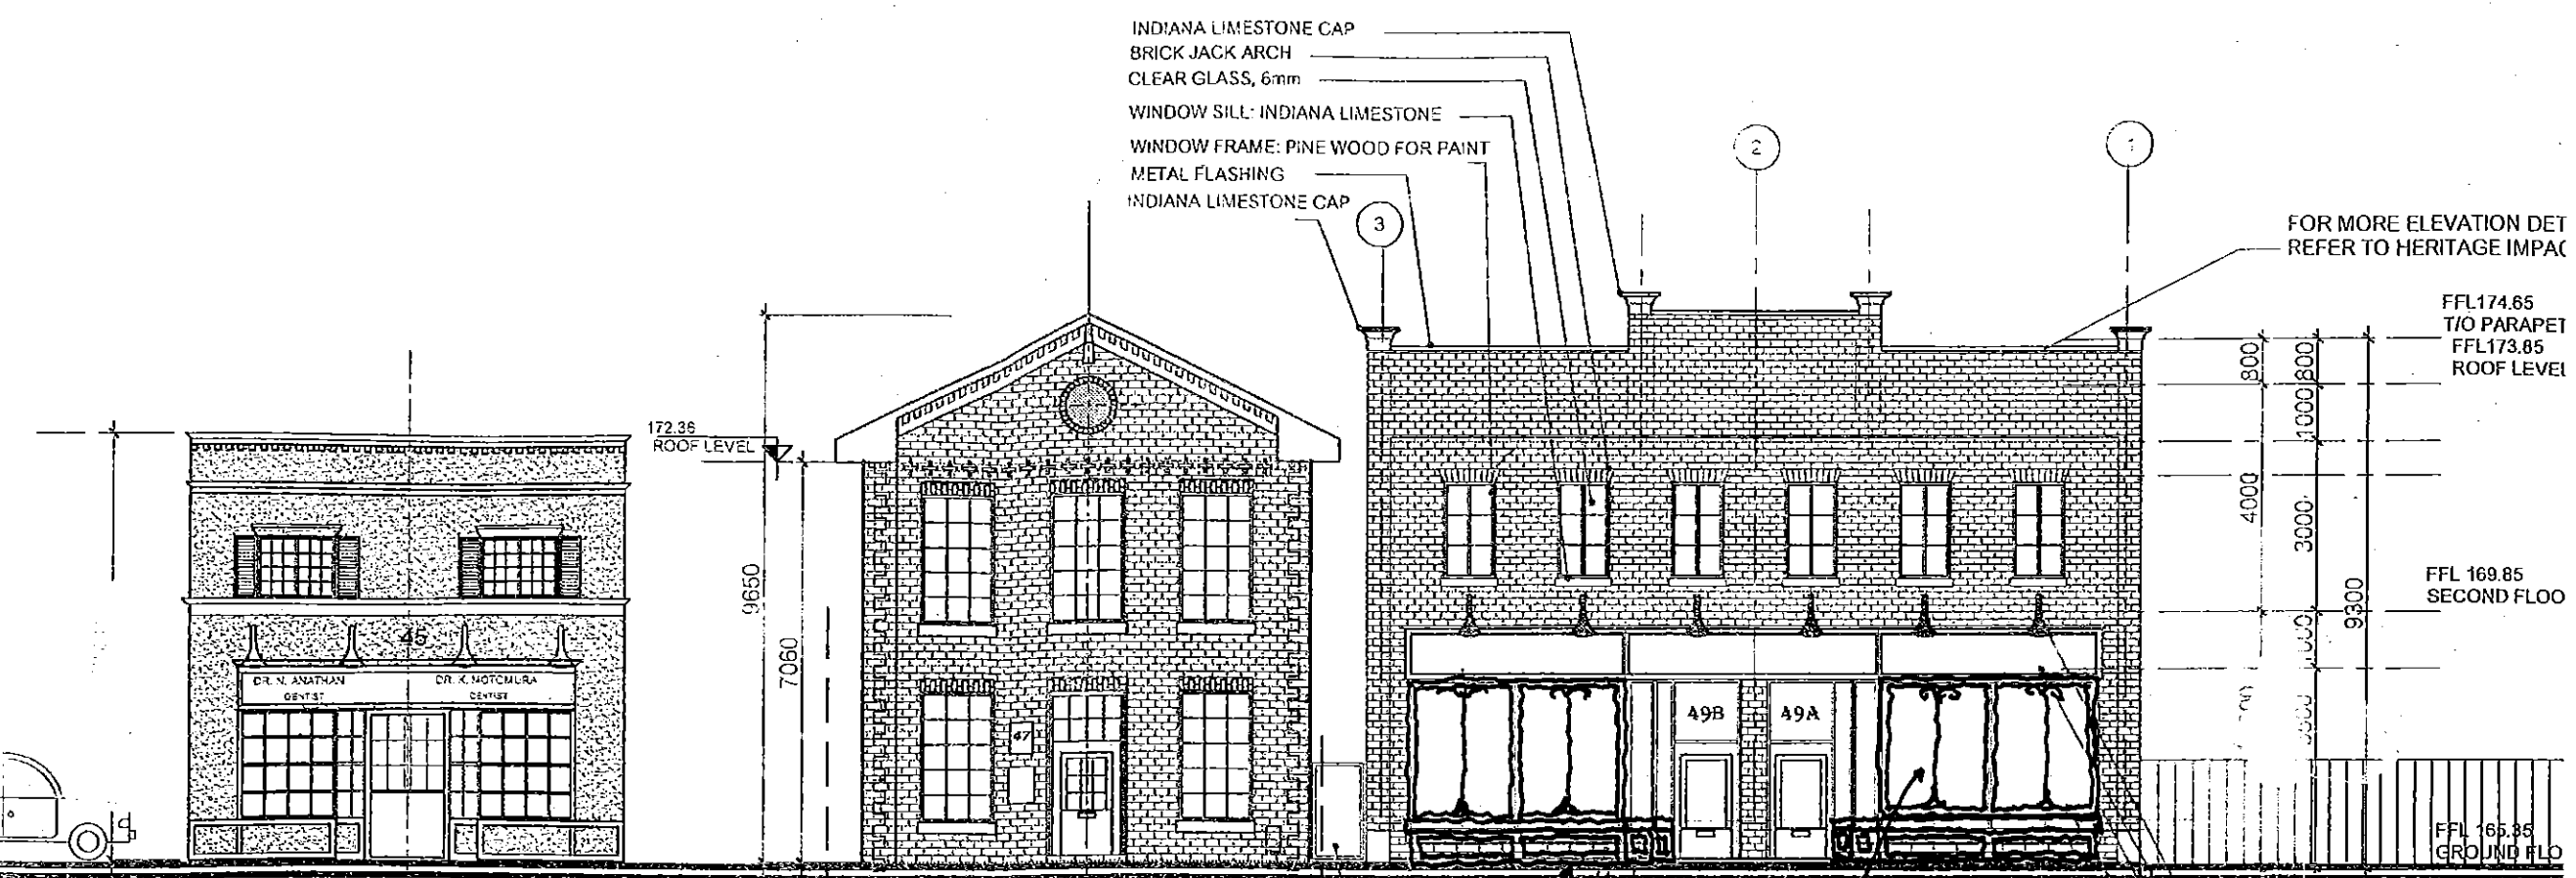 INDIANA LIMESTONE CAP
BRICK JACK ARCH
CLEAR GLASS, 6mm
WINDOW SILL: INDIANA LIMESTONE
WINDOW FRAME: PINE WOOD FOR PAINT
METAL FLASHING
INDIANA LIMESTONE CAP
3
2
1
FOR MORE ELEVATION DET
REFER TO HERITAGE IMPAC
FFL174.65
T/O PARAPET
FFL173.85
ROOF LEVEL
800
800
1000
4000
3000
9300
FFL 169.85
SECOND FLOO
172.36
ROOF LEVEL
9650
7060
45
DR. N. ANATHAN
DENTIST
DR. K. MOTOMURA
DENTIST
47
49B
49A
FFL 165.35
GROUND FLO